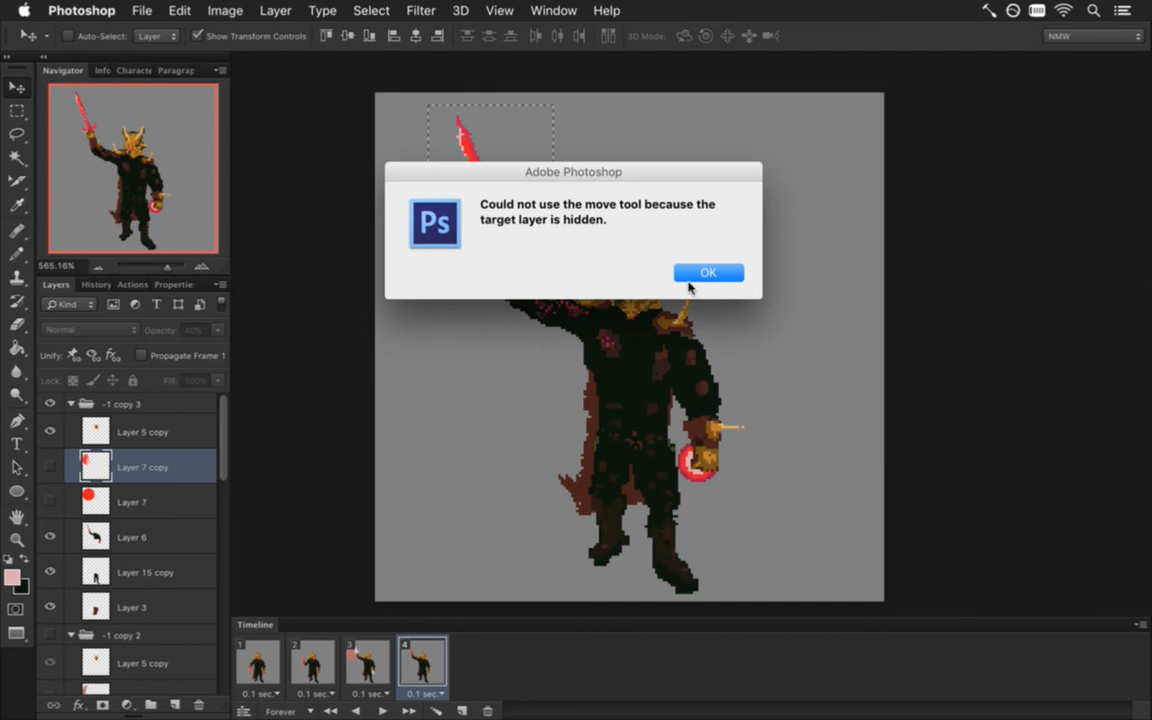 Photoshop File Edit Image Layer Type Select Filter 3D View Window Help
Auto-Select: Layer Show Transform Controls 3D Mode: NMW
Navigator Info Characte Paragrap
565.16%
Layers History Actions Propertie
Kind
Normal Opacity: 40%
Unify: Propagate Frame 1
Lock: Fill: 100%
-1 copy 3
Layer 5 copy
Layer 7 copy
Layer 7
Layer 6
Layer 15 copy
Layer 3
-1 copy 2
Layer 5 copy
Adobe Photoshop
Ps
Could not use the move tool because the
target layer is hidden.
OK
Timeline
1 2 3 4
0.1 sec. 0.1 sec. 0.1 sec. 0.1 sec.
Forever